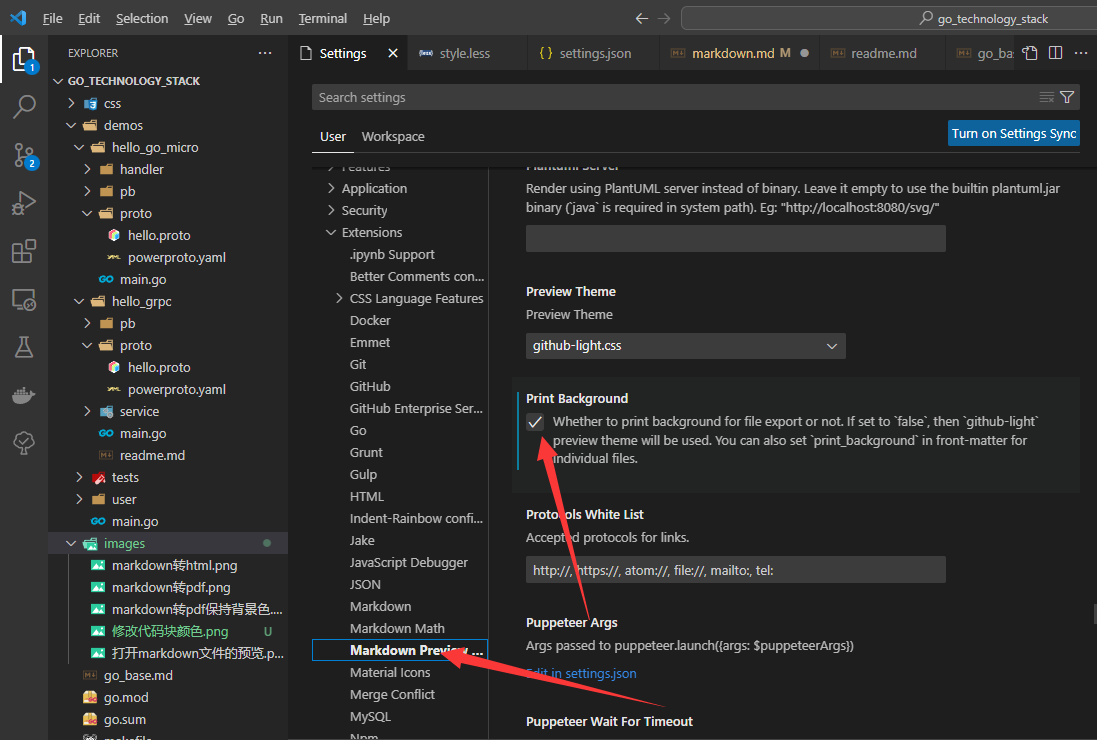 File Edit Selection View Go Run Terminal Help
go_technology_stack
EXPLORER
Settings
style.less
{ } settings.json
markdown.md M
readme.md
go_ba
1
GO_TECHNOLOGY_STACK
css
demos
hello_go_micro
handler
pb
proto
hello.proto
powerproto.yaml
main.go
hello_grpc
pb
proto
hello.proto
powerproto.yaml
service
main.go
readme.md
tests
user
main.go
images
markdown转html.png
markdown转pdf.png
markdown转pdf保持背景色....
修改代码块颜色.png U
打开markdown文件的预览.p...
go_base.md
go.mod
go.sum
makefile
2
Search settings
User Workspace
Turn on Settings Sync
Features
Application
Security
Extensions
.ipynb Support
Better Comments con...
CSS Language Features
Docker
Emmet
Git
GitHub
GitHub Enterprise Ser...
Go
Grunt
Gulp
HTML
Indent-Rainbow confi...
Jake
JavaScript Debugger
JSON
Markdown
Markdown Math
Markdown Preview ...
Material Icons
Merge Conflict
MySQL
Npm
Plantuml Server
Render using PlantUML server instead of binary. Leave it empty to use the builtin plantuml.jar
binary (`java` is required in system path). Eg: "http://localhost:8080/svg/"
Preview Theme
Preview Theme
github-light.css
Print Background
Whether to print background for file export or not. If set to `false`, then `github-light`
preview theme will be used. You can also set `print_background` in front-matter for
individual files.
Protocols White List
Accepted protocols for links.
http://, https://, atom://, file://, mailto:, tel:
Puppeteer Args
Args passed to puppeteer.launch({args: $puppeteerArgs})
Edit in settings.json
Puppeteer Wait For Timeout